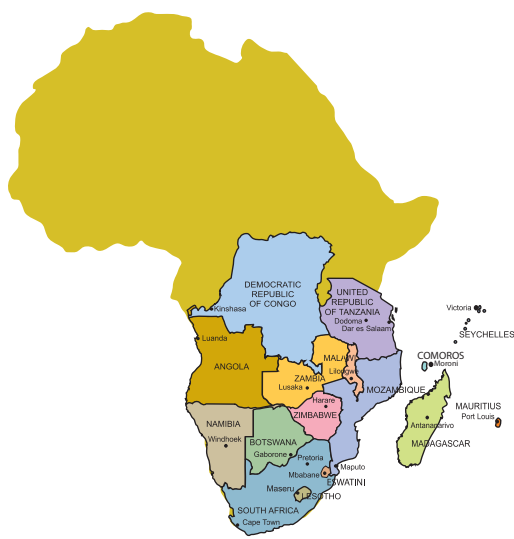 DEMOCRATIC
REPUBLIC
OF CONGO
Kinshasa
UNITED
REPUBLIC
OF TANZANIA
Dodoma
Dar es Salaam
Victoria
SEYCHELLES
Luanda
ANGOLA
MALAWI
Lilongwe
COMOROS
Moroni
ZAMBIA
Lusaka
MOZAMBIQUE
Harare
ZIMBABWE
MAURITIUS
Port Louis
NAMIBIA
Windhoek
Antananarivo
MADAGASCAR
BOTSWANA
Gaborone
Pretoria
Maputo
Mbabane
ESWATINI
Maseru
LESOTHO
SOUTH AFRICA
Cape Town